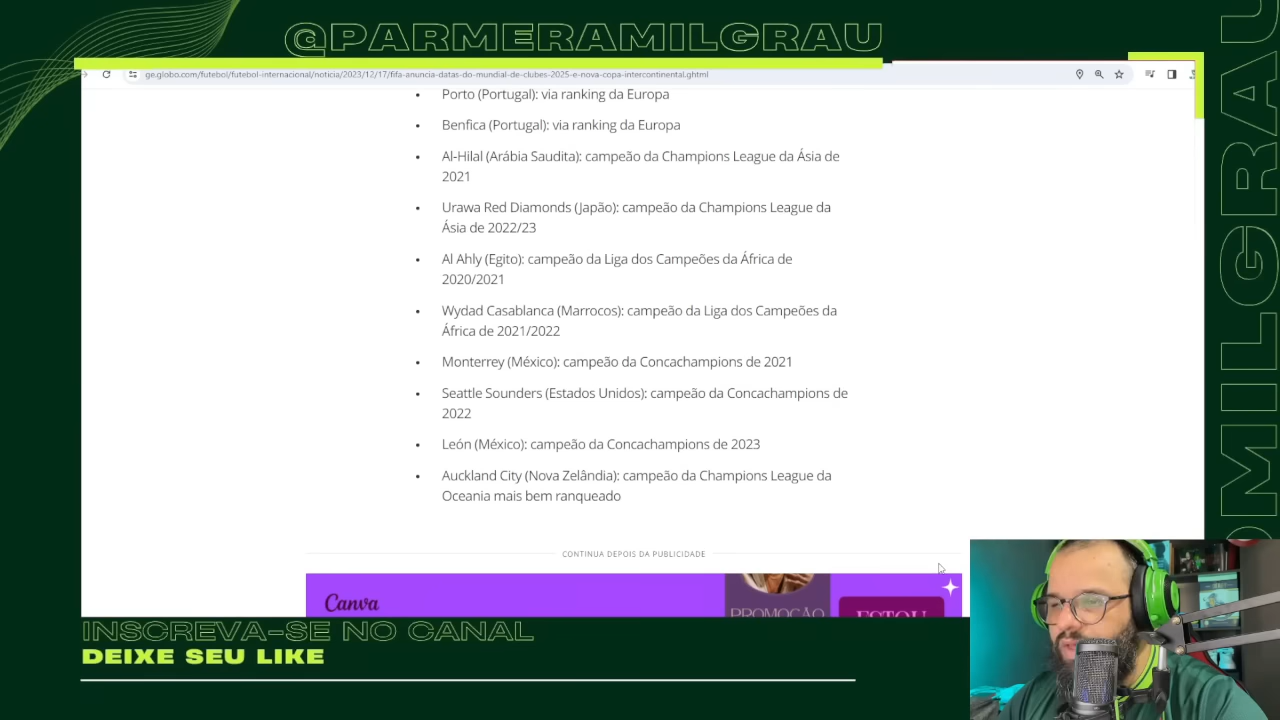 @PARMERAMILGRAU
ge.globo.com/futebol/futebol-internacional/noticia/2023/12/17/fifa-anuncia-datas-do-mundial-de-clubes-2025-e-nova-copa-intercontinental.ghtml
• Porto (Portugal): via ranking da Europa
• Benfica (Portugal): via ranking da Europa
• Al-Hilal (Arábia Saudita): campeão da Champions League da Ásia de
2021
• Urawa Red Diamonds (Japão): campeão da Champions League da
Ásia de 2022/23
• Al Ahly (Egito): campeão da Liga dos Campeões da África de
2020/2021
• Wydad Casablanca (Marrocos): campeão da Liga dos Campeões da
África de 2021/2022
• Monterrey (México): campeão da Concachampions de 2021
• Seattle Sounders (Estados Unidos): campeão da Concachampions de
2022
• León (México): campeão da Concachampions de 2023
• Auckland City (Nova Zelândia): campeão da Champions League da
Oceania mais bem ranqueado
CONTINUA DEPOIS DA PUBLICIDADE
Canva
PROMOÇÃO
ESTOU
INSCREVA-SE NO CANAL
DEIXE SEU LIKE
OMILGRAU